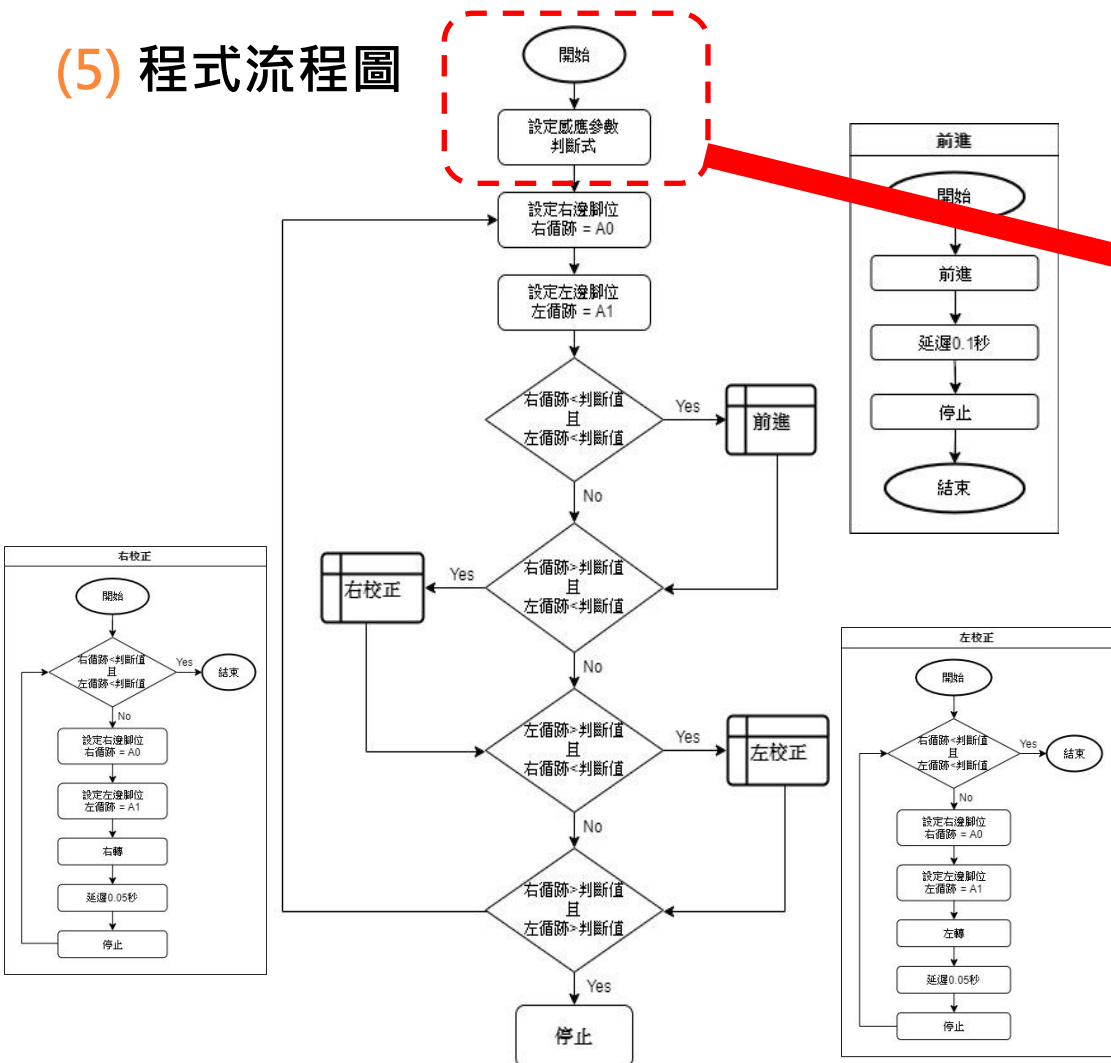 (5) 程式流程圖
開始
設定感應參數
判斷式
設定右邊腳位
右循跡 = A0
設定左邊腳位
左循跡 = A1
右循跡<判斷值
且
左循跡<判斷值
Yes
前進
No
右循跡>判斷值
且
左循跡<判斷值
Yes
右校正
No
左循跡>判斷值
且
右循跡<判斷值
Yes
左校正
No
右循跡>判斷值
且
左循跡>判斷值
Yes
停止
前進
開始
前進
延遲0.1秒
停止
結束
右校正
開始
右循跡<判斷值
且
左循跡<判斷值
Yes
結束
No
設定右邊腳位
右循跡 = A0
設定左邊腳位
左循跡 = A1
右轉
延遲0.05秒
停止
左校正
開始
右循跡<判斷值
且
左循跡<判斷值
Yes
結束
No
設定右邊腳位
右循跡 = A0
設定左邊腳位
左循跡 = A1
左轉
延遲0.05秒
停止